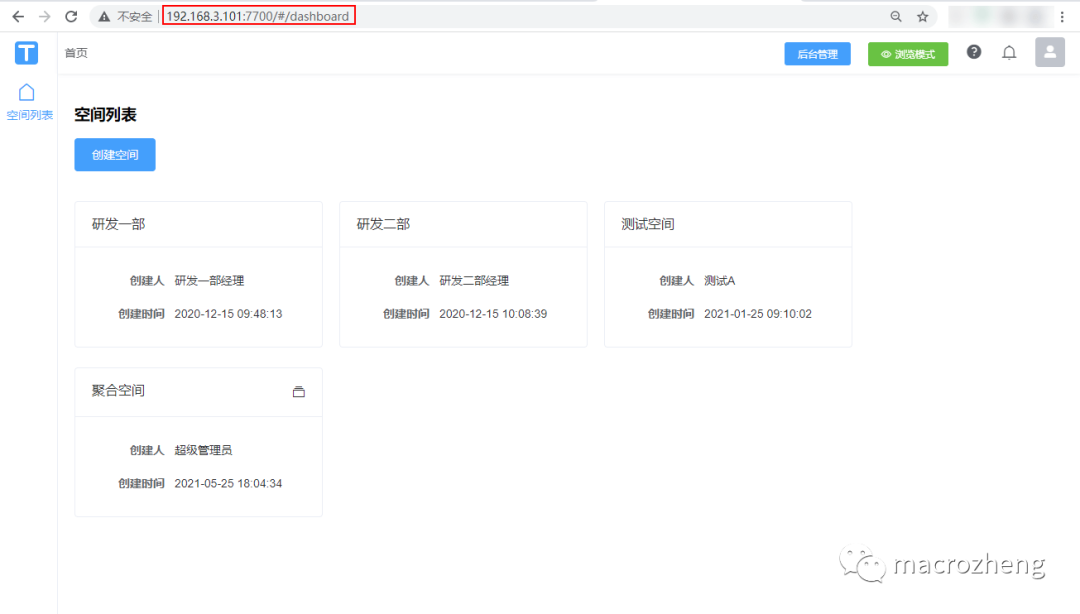 不安全 | 192.168.3.101:7700/#/dashboard
T
首页
后台管理
浏览模式
空间列表
空间列表
创建空间
研发一部
创建人 研发一部经理
创建时间 2020-12-15 09:48:13
研发二部
创建人 研发二部经理
创建时间 2020-12-15 10:08:39
测试空间
创建人 测试A
创建时间 2021-01-25 09:10:02
聚合空间
创建人 超级管理员
创建时间 2021-05-25 18:04:34
macrozheng